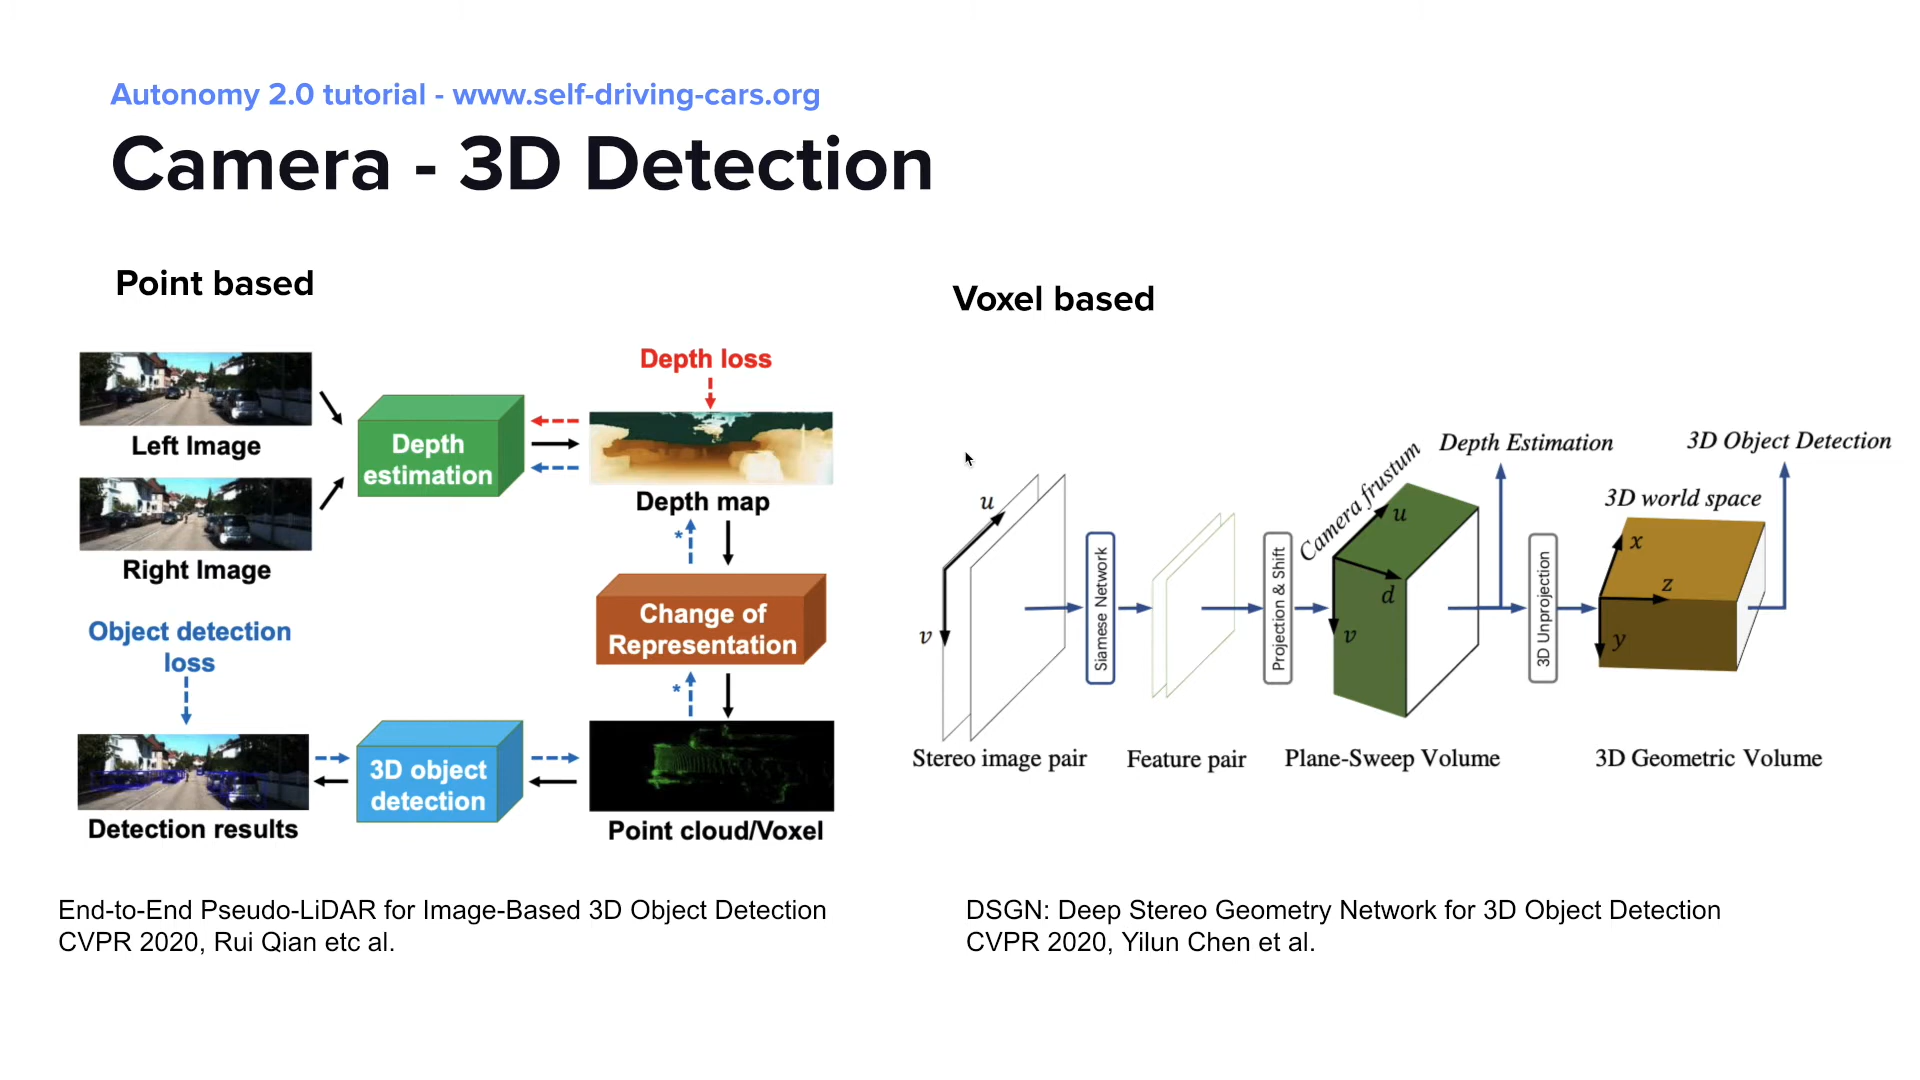 Autonomy 2.0 tutorial - www.self-driving-cars.org
Camera - 3D Detection
Point based
Left Image
Right Image
Depth
estimation
Depth loss
Depth map
*
Change of
Representation
*
Point cloud/Voxel
3D object
detection
Object detection
loss
Detection results
End-to-End Pseudo-LiDAR for Image-Based 3D Object Detection
CVPR 2020, Rui Qian etc al.
Voxel based
u
v
Stereo image pair
Siamese Network
Feature pair
Projection & Shift
Camera frustum
u
d
v
Plane-Sweep Volume
Depth Estimation
3D Unprojection
3D Object Detection
3D world space
x
z
y
3D Geometric Volume
DSGN: Deep Stereo Geometry Network for 3D Object Detection
CVPR 2020, Yilun Chen et al.